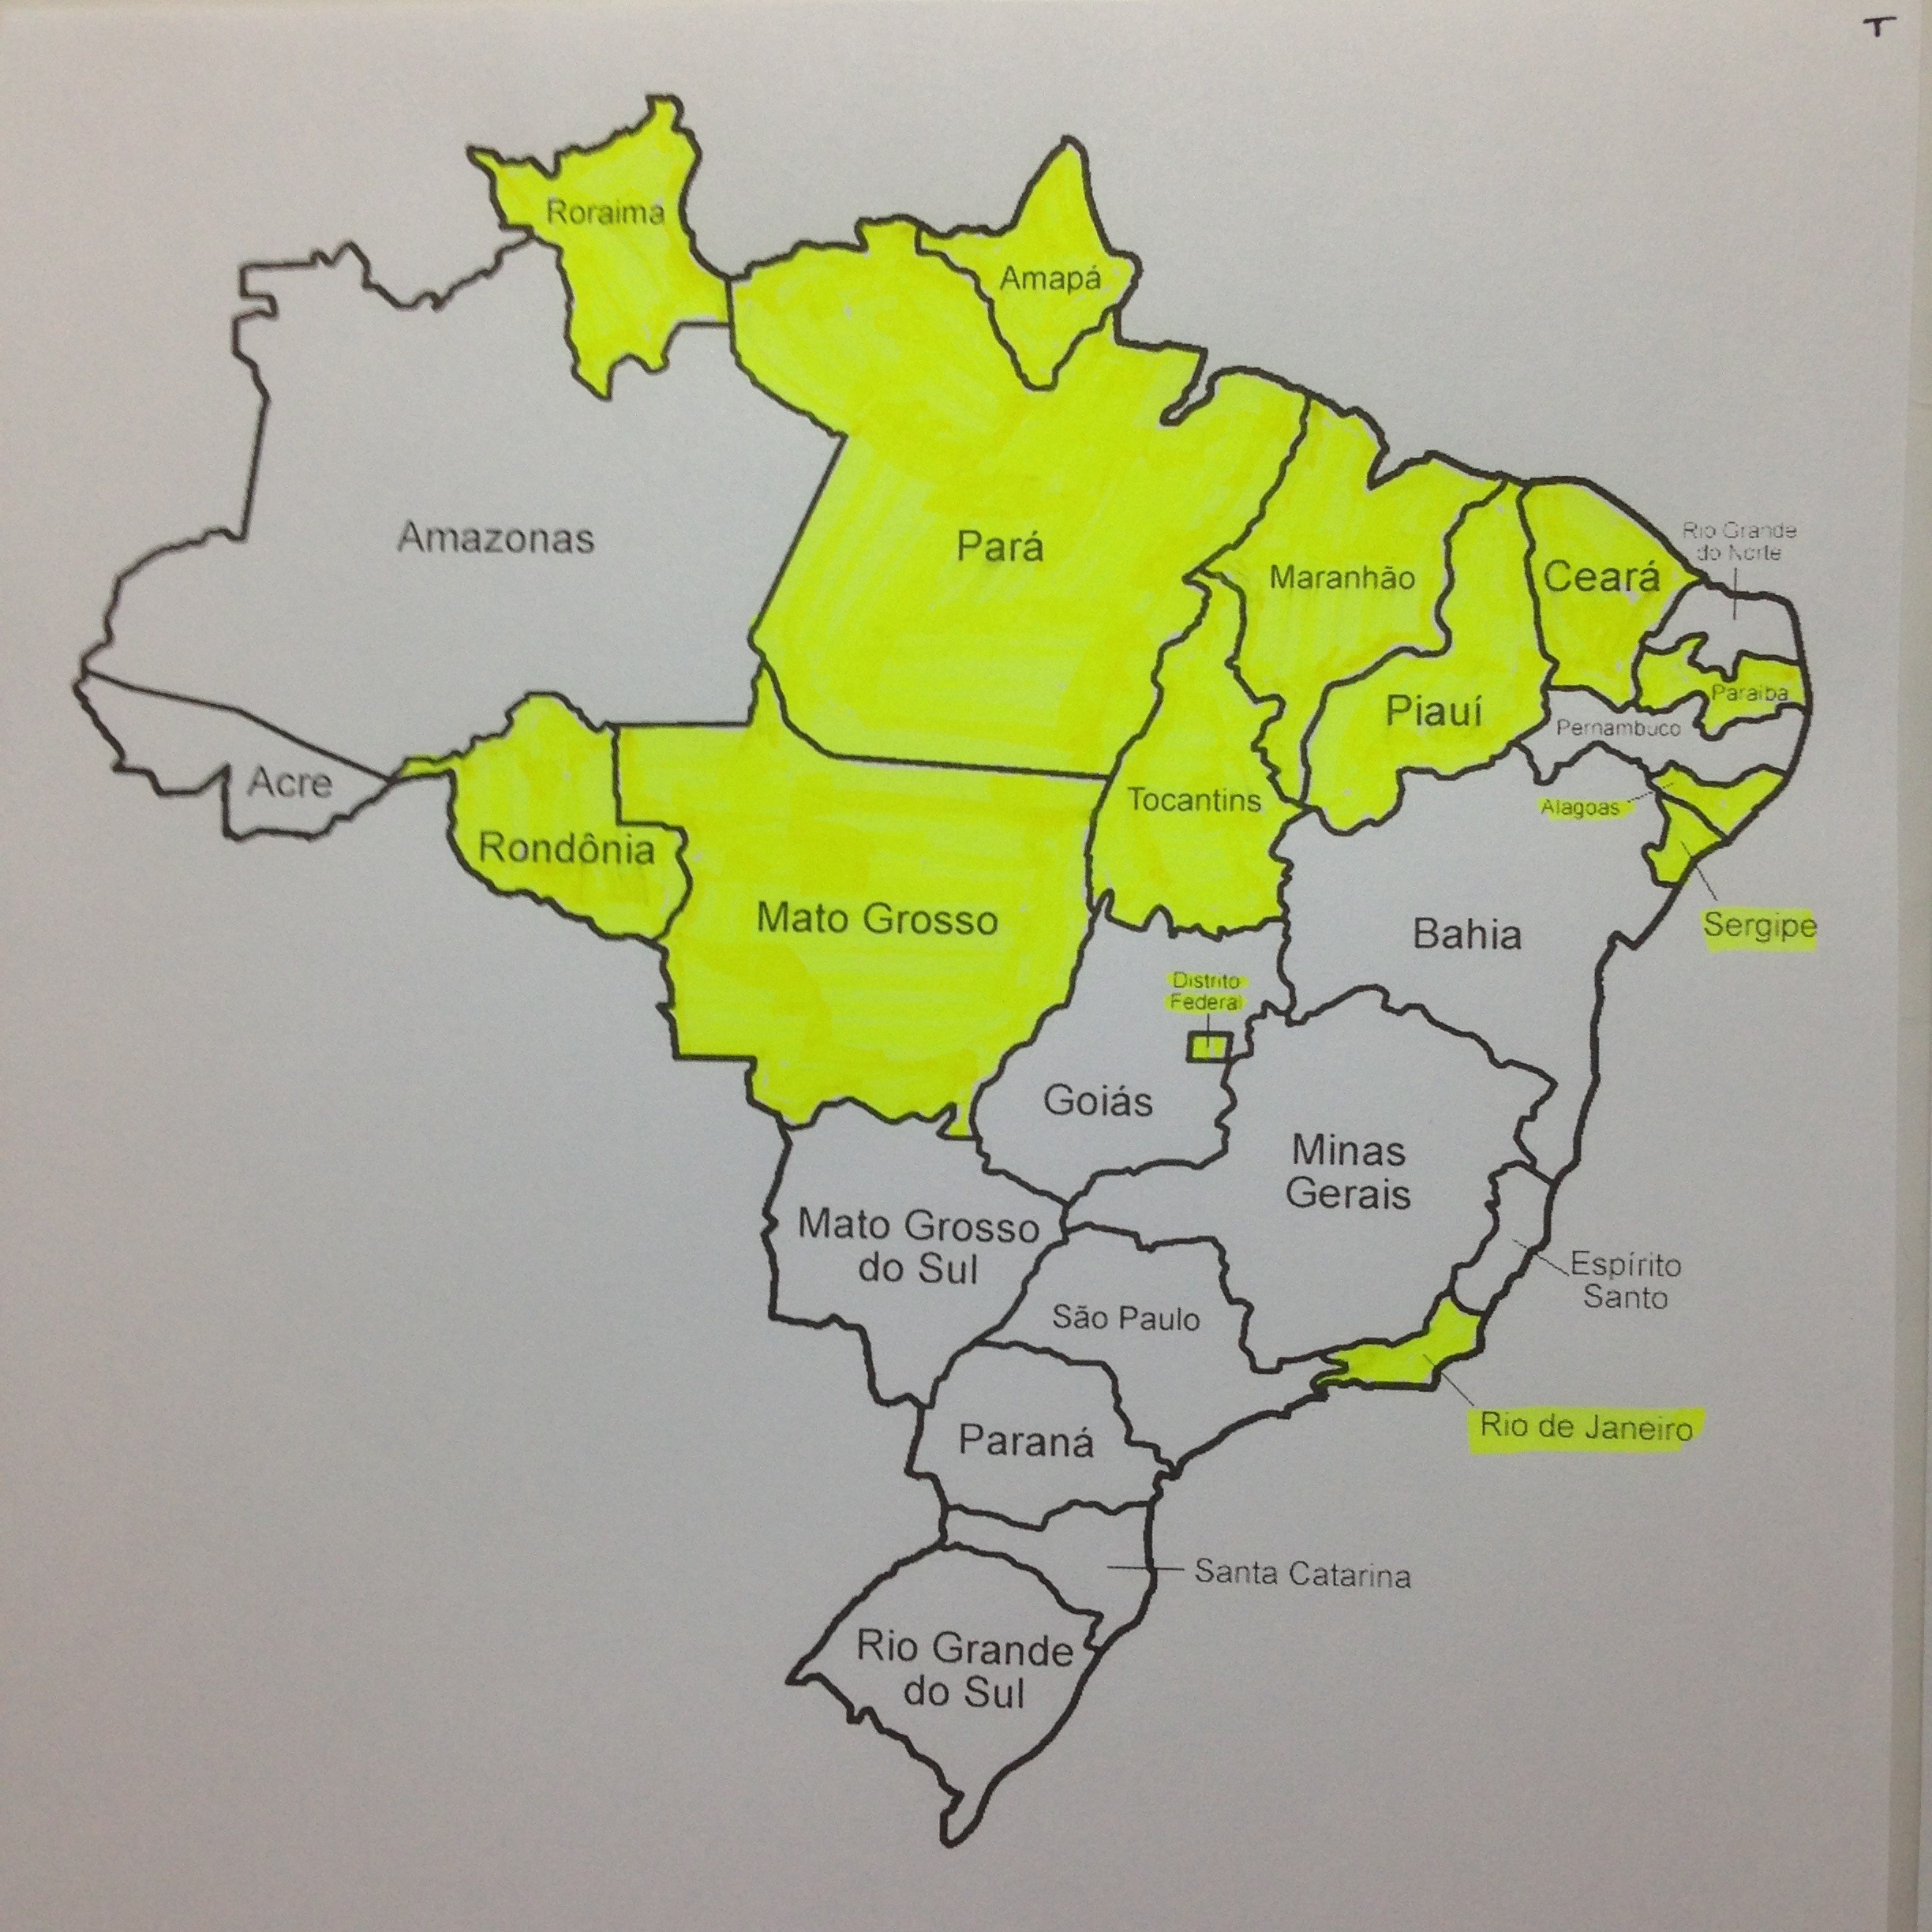 T
Roraima
Amapá
Amazonas
Pará
Maranhão
Ceará
Rio Grande
do Norte
Piauí
Paraiba
Pernambuco
Acre
Rondônia
Tocantins
Alagoas
Mato Grosso
Bahia
Sergipe
Distrito
Federal
Goiás
Minas
Gerais
Mato Grosso
do Sul
Espírito
Santo
São Paulo
Rio de Janeiro
Paraná
Santa Catarina
Rio Grande
do Sul